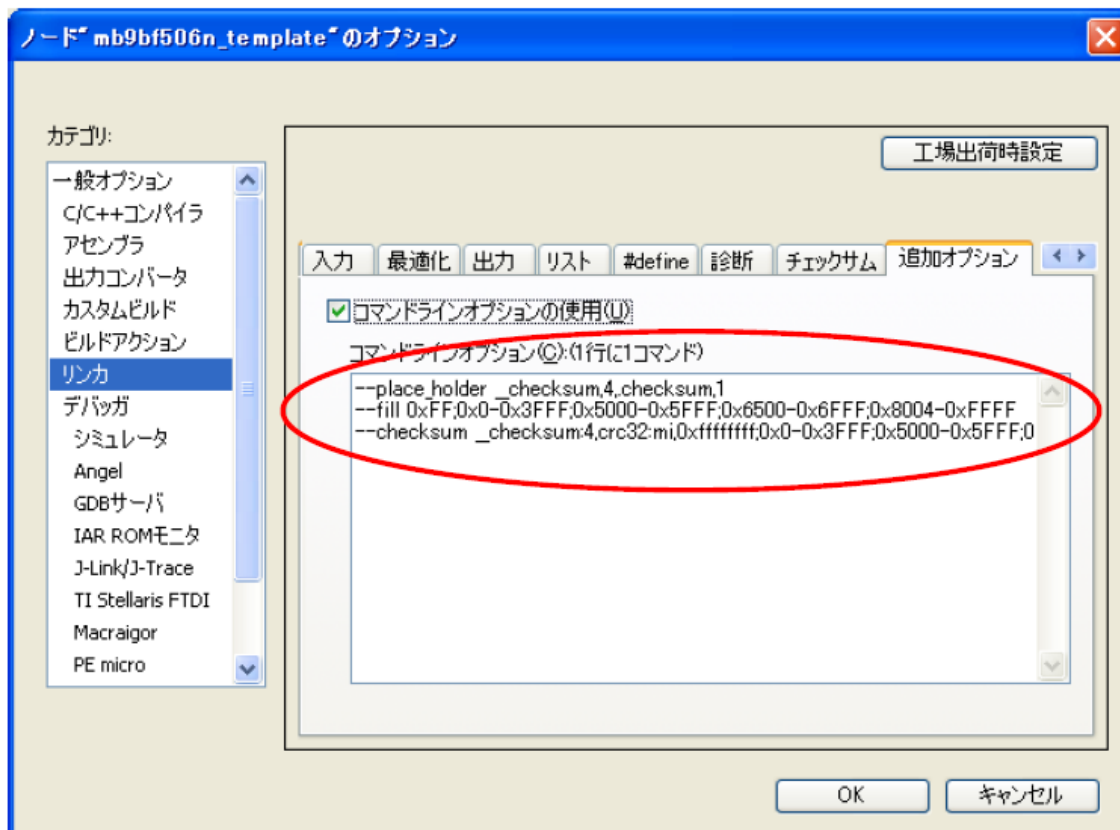 ノード"mb9bf506n_template"のオプション
カテゴリ:
一般オプション
C/C++コンパイラ
アセンブラ
出力コンバータ
カスタムビルド
ビルドアクション
リンカ
デバッガ
シミュレータ
Angel
GDBサーバ
IAR ROMモニタ
J-Link/J-Trace
TI Stellaris FTDI
Macraigor
PE micro
工場出荷時設定
入力 最適化 出力 リスト #define 診断 チェックサム 追加オプション
コマンドラインオプションの使用(U)
コマンドラインオプション(C):(1行に1コマンド)
--place_holder __checksum,4,.checksum,1
--fill 0xFF;0x0-0x3FFF;0x5000-0x5FFF;0x6500-0x6FFF;0x8004-0xFFFF
--checksum __checksum:4,crc32:mi,0xffffffff;0x0-0x3FFF;0x5000-0x5FFF;0
OK キャンセル